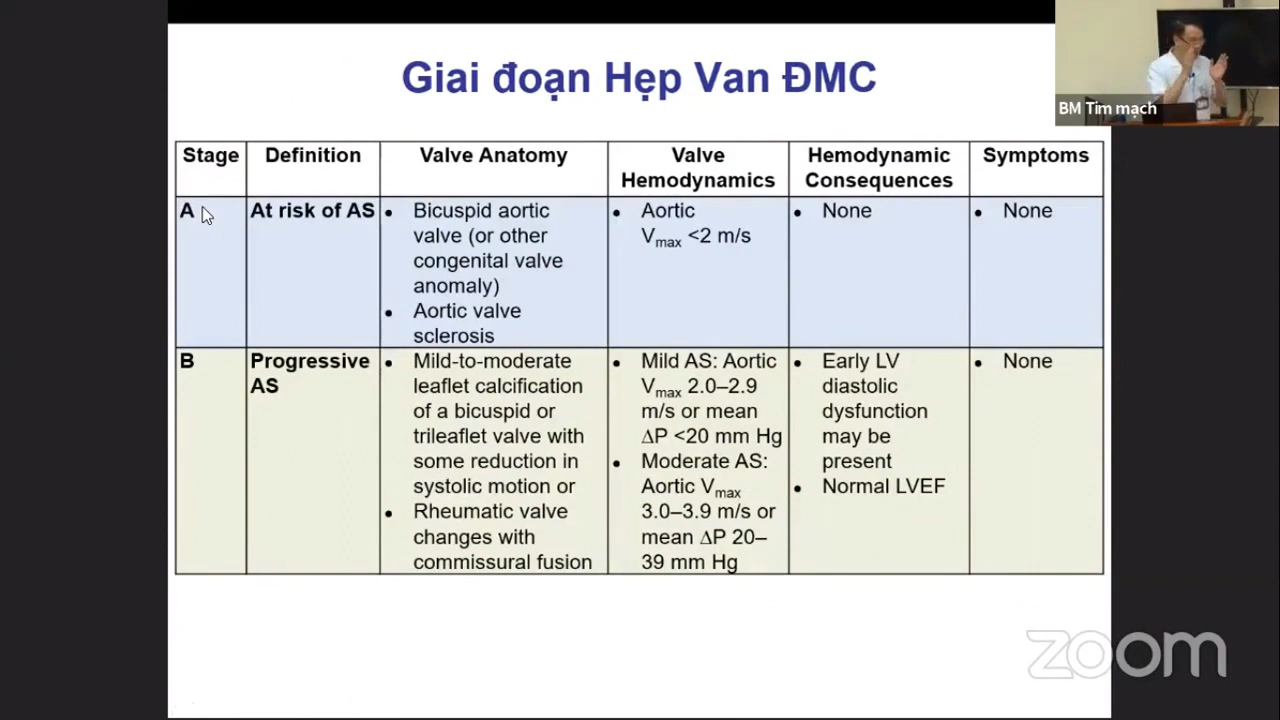 Giai đoạn Hẹp Van ĐMC
BM Tim mạch
Stage
Definition
Valve Anatomy
Valve
Hemodynamics
Hemodynamic
Consequences
Symptoms
A
At risk of AS
• Bicuspid aortic
valve (or other
congenital valve
anomaly)
• Aortic valve
sclerosis
• Aortic
Vmax <2 m/s
• None
• None
B
Progressive
AS
• Mild-to-moderate
leaflet calcification
of a bicuspid or
trileaflet valve with
some reduction in
systolic motion or
• Rheumatic valve
changes with
commissural fusion
• Mild AS: Aortic
Vmax 2.0–2.9
m/s or mean
∆P <20 mm Hg
• Moderate AS:
Aortic Vmax
3.0–3.9 m/s or
mean ∆P 20–
39 mm Hg
• Early LV
diastolic
dysfunction
may be
present
• Normal LVEF
• None
zoom